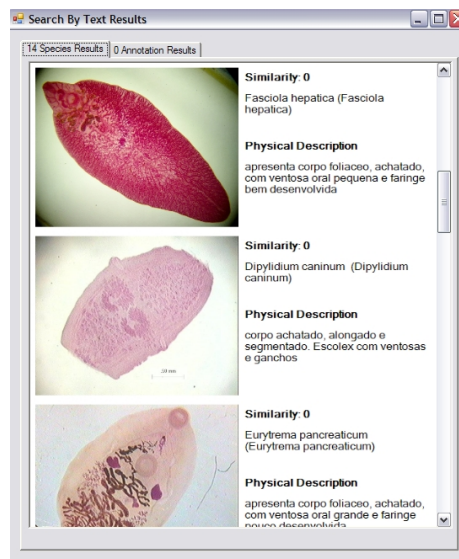 Search By Text Results
14 Species Results 0 Annotation Results
Similarity: 0
Fasciola hepatica (Fasciola
hepatica)
Physical Description
apresenta corpo foliaceo, achatado,
com ventosa oral pequena e faringe
bem desenvolvida
Similarity: 0
Dipylidium caninum (Dipylidium
caninum)
Physical Description
corpo achatado, alongado e
segmentado. Escolex com ventosas
e ganchos
Similarity: 0
Eurytrema pancreaticum
(Eurytrema pancreaticum)
Physical Description
apresenta corpo foliaceo, achatado,
com ventosa oral grande e faringe
pouco desenvolvida